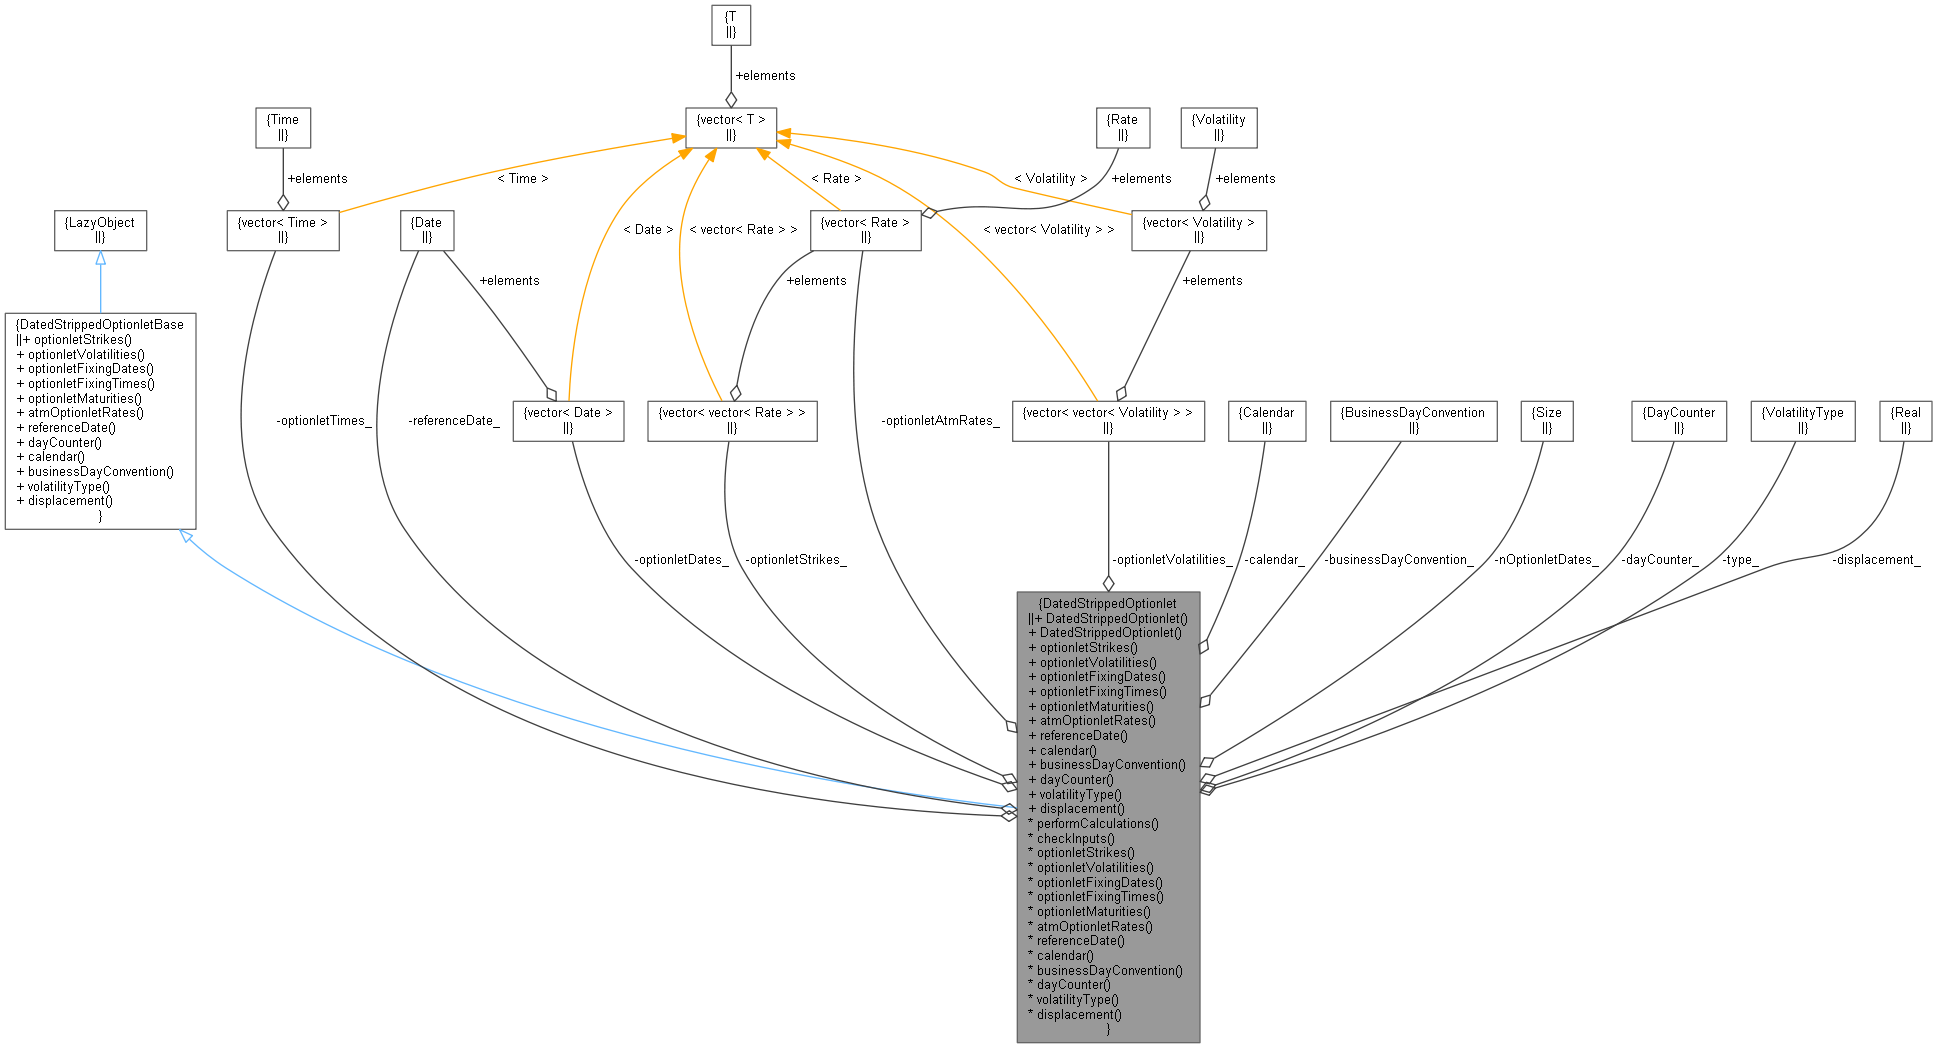 {T
||}
+elements
{Time
||}
{vector< T >
||}
{Rate
||}
{Volatility
||}
+elements
< Time >
< Rate >
< Volatility >
+elements
+elements
{LazyObject
||}
{vector< Time >
||}
{Date
||}
{vector< Rate >
||}
{vector< Volatility >
||}
< Date >
< vector< Rate > >
< vector< Volatility > >
+elements
+elements
+elements
{DatedStrippedOptionletBase
||+ optionletStrikes()
+ optionletVolatilities()
+ optionletFixingDates()
+ optionletFixingTimes()
+ optionletMaturities()
+ atmOptionletRates()
+ referenceDate()
+ dayCounter()
+ calendar()
+ businessDayConvention()
+ volatilityType()
+ displacement()
}
-optionletTimes_
-referenceDate_
{vector< Date >
||}
{vector< vector< Rate > >
||}
-optionletAtmRates_
{vector< vector< Volatility > >
||}
{Calendar
||}
{BusinessDayConvention
||}
{Size
||}
{DayCounter
||}
{VolatilityType
||}
{Real
||}
-optionletDates_
-optionletStrikes_
-optionletVolatilities_
-calendar_
-businessDayConvention_
-nOptionletDates_
-dayCounter_
-type_
-displacement_
{DatedStrippedOptionlet
||+ DatedStrippedOptionlet()
+ DatedStrippedOptionlet()
+ optionletStrikes()
+ optionletVolatilities()
+ optionletFixingDates()
+ optionletFixingTimes()
+ optionletMaturities()
+ atmOptionletRates()
+ referenceDate()
+ calendar()
+ businessDayConvention()
+ dayCounter()
+ volatilityType()
+ displacement()
* performCalculations()
* checkInputs()
* optionletStrikes()
* optionletVolatilities()
* optionletFixingDates()
* optionletFixingTimes()
* optionletMaturities()
* atmOptionletRates()
* referenceDate()
* calendar()
* businessDayConvention()
* dayCounter()
* volatilityType()
* displacement()
}